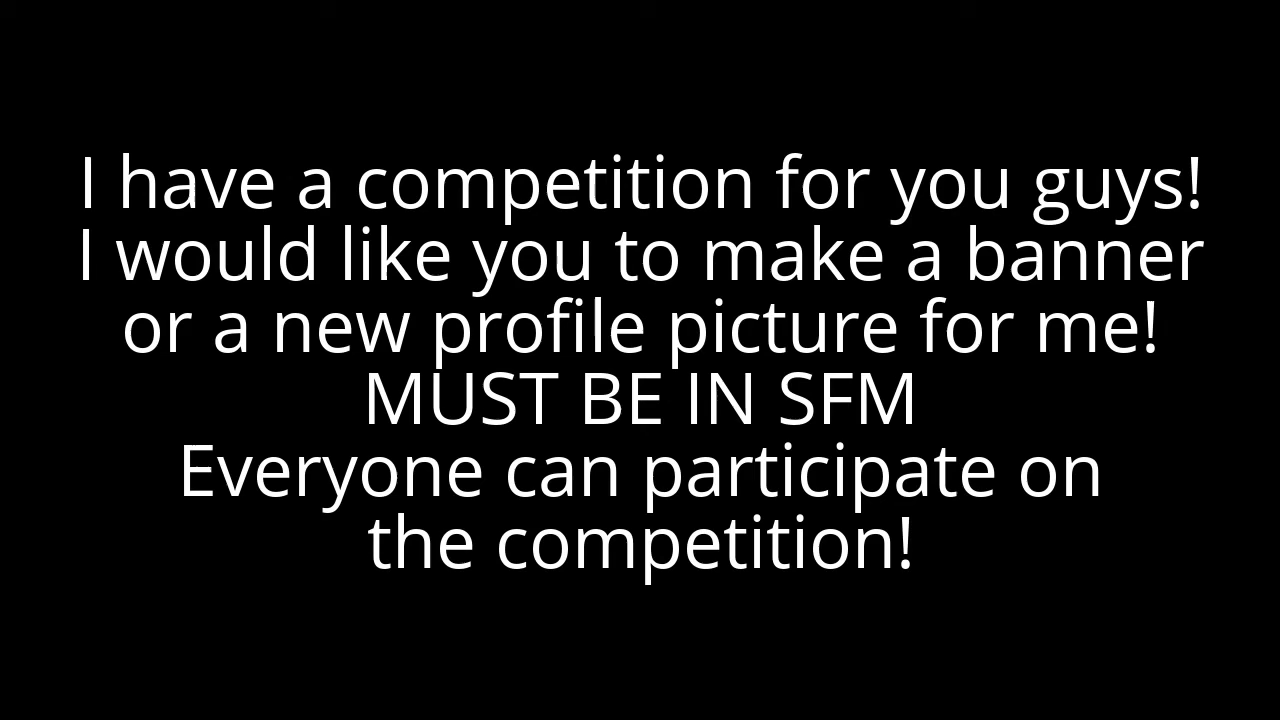 I have a competition for you guys!
I would like you to make a banner
or a new profile picture for me!
MUST BE IN SFM
Everyone can participate on
the competition!